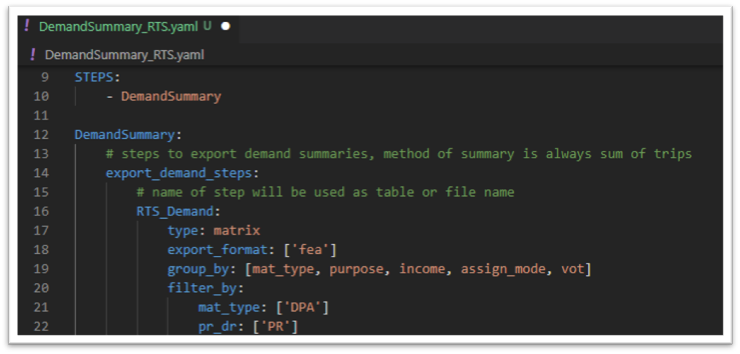 ! DemandSummary_RTS.yaml U ●
! DemandSummary_RTS.yaml
9 STEPS:
10     - DemandSummary
11
12 DemandSummary:
13     # steps to export demand summaries, method of summary is always sum of trips
14     export_demand_steps:
15         # name of step will be used as table or file name
16         RTS_Demand:
17             type: matrix
18             export_format: ['fea']
19             group_by: [mat_type, purpose, income, assign_mode, vot]
20             filter_by:
21                 mat_type: ['DPA']
22                 pr_dr: ['PR']